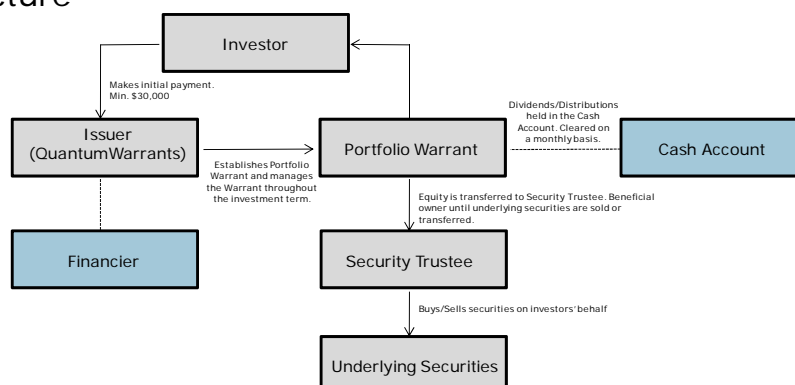 Investor
Makes initial payment.
Min. $30,000
Issuer
(QuantumWarrants)
Establishes Portfolio
Warrant and manages
the Warrant throughout
the investment term.
Portfolio Warrant
Dividends/Distributions
held in the Cash
Account. Cleared on
a monthly basis.
Cash Account
Equity is transferred to Security Trustee. Beneficial
owner until underlying securities are sold or
transferred.
Financier
Security Trustee
Buys/Sells securities on investors' behalf
Underlying Securities